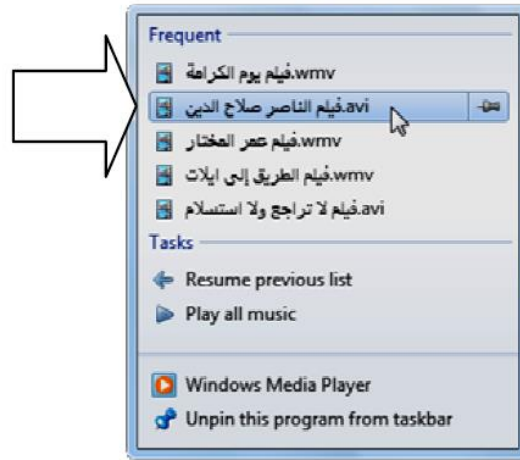 Frequent
فيلم يوم الكرامة.wmv
فيلم الناصر صلاح الدين.avi
فيلم عمر المختار.wmv
فيلم الطريق إلى ايلات.wmv
فيلم لا تراجع ولا استسلام.avi
Tasks
Resume previous list
Play all music
Windows Media Player
Unpin this program from taskbar